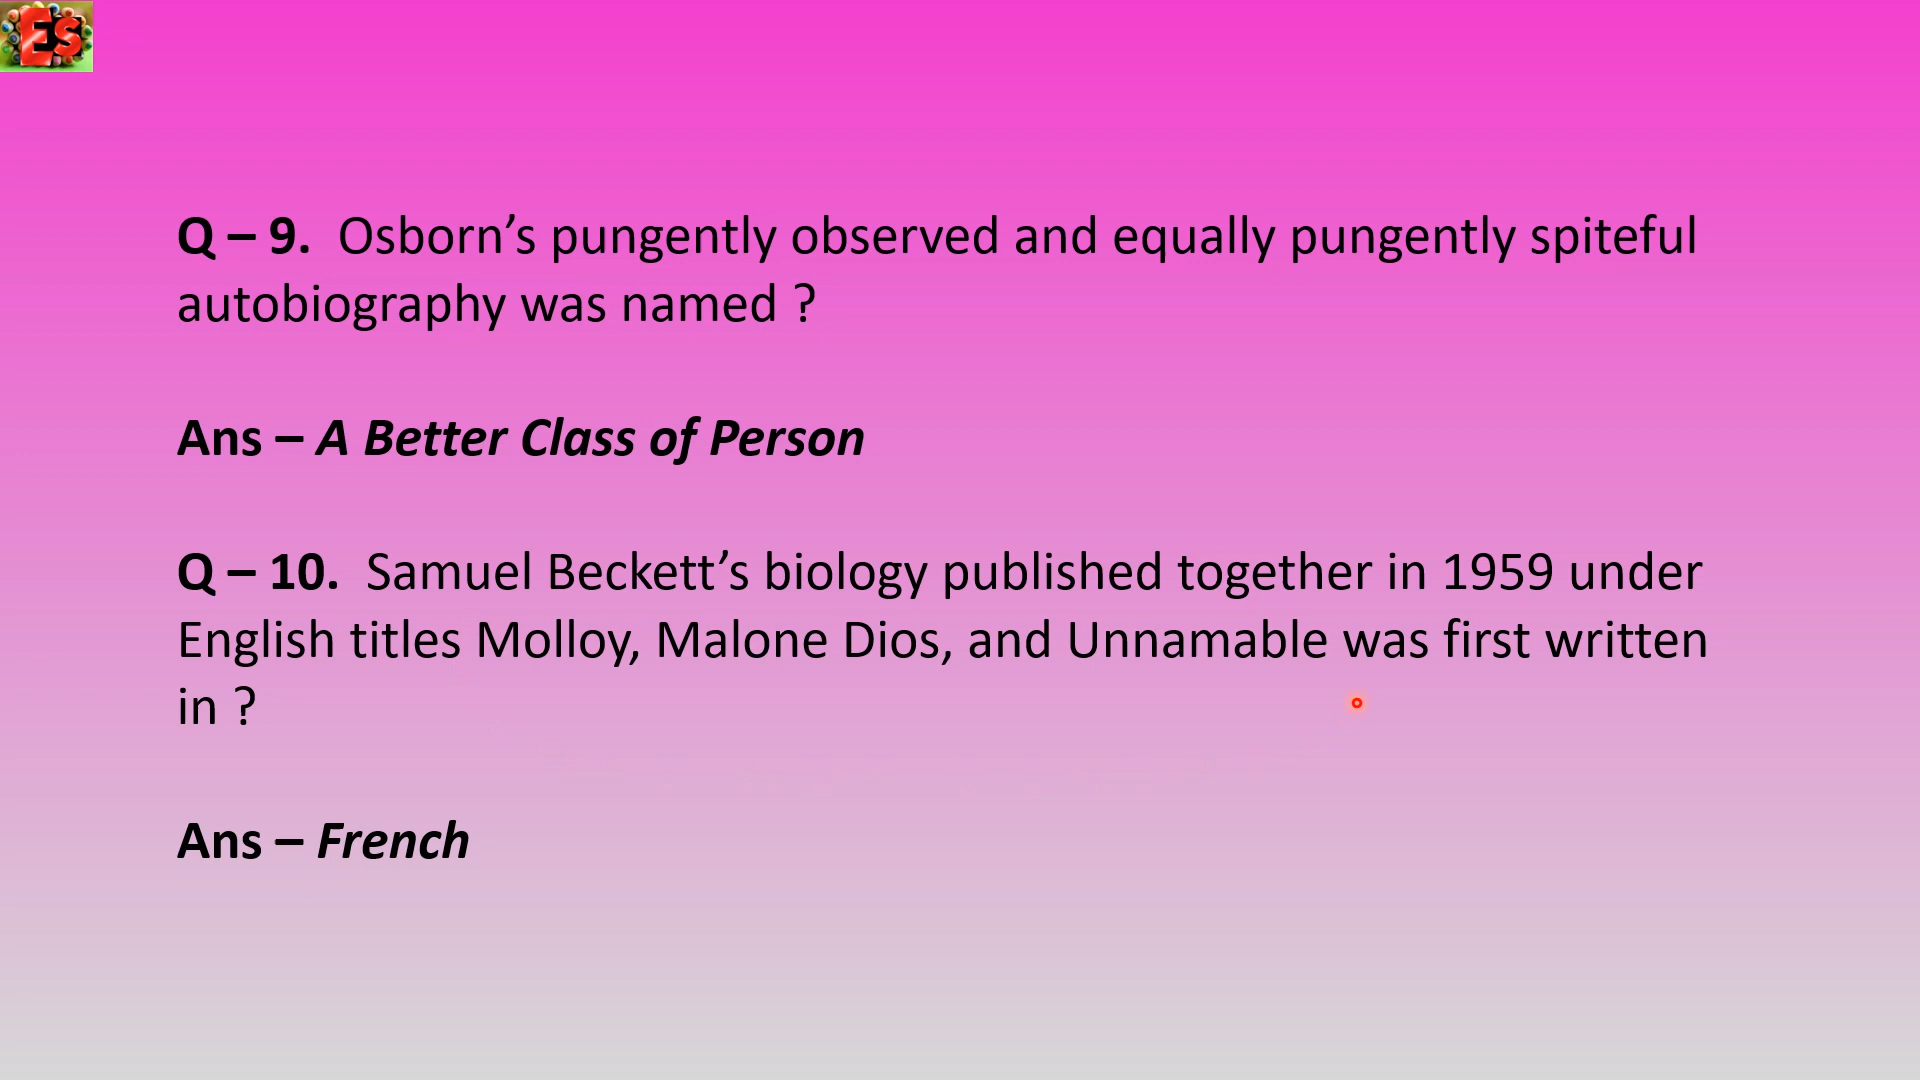 Es
Q – 9. Osborn’s pungently observed and equally pungently spiteful
autobiography was named ?
Ans – A Better Class of Person
Q – 10. Samuel Beckett’s biology published together in 1959 under
English titles Molloy, Malone Dios, and Unnamable was first written
in ?
Ans – French